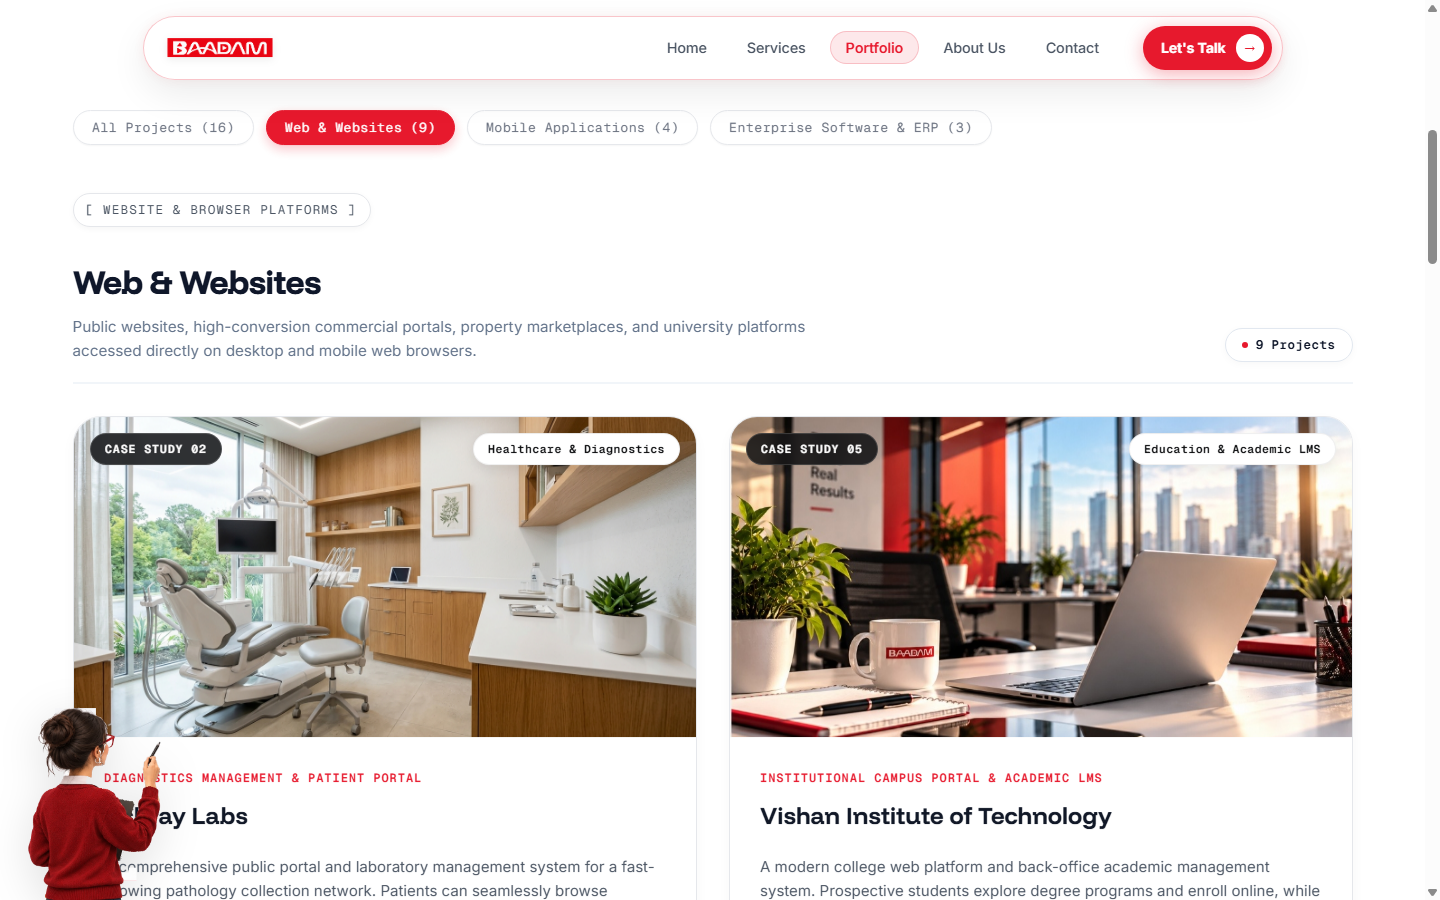 BAADAM
Home
Services
Portfolio
About Us
Contact
Let's Talk →
All Projects (16)
Web & Websites (9)
Mobile Applications (4)
Enterprise Software & ERP (3)
[ WEBSITE & BROWSER PLATFORMS ]
Web & Websites
Public websites, high-conversion commercial portals, property marketplaces, and university platforms
accessed directly on desktop and mobile web browsers.
9 Projects
CASE STUDY 02
Healthcare & Diagnostics
DIAGNOSTICS MANAGEMENT & PATIENT PORTAL
Labs
comprehensive public portal and laboratory management system for a fast-
pathology collection network. Patients can seamlessly browse
CASE STUDY 05
Education & Academic LMS
Real
Results
BAADAM
INSTITUTIONAL CAMPUS PORTAL & ACADEMIC LMS
Vishan Institute of Technology
A modern college web platform and back-office academic management
system. Prospective students explore degree programs and enroll online, while